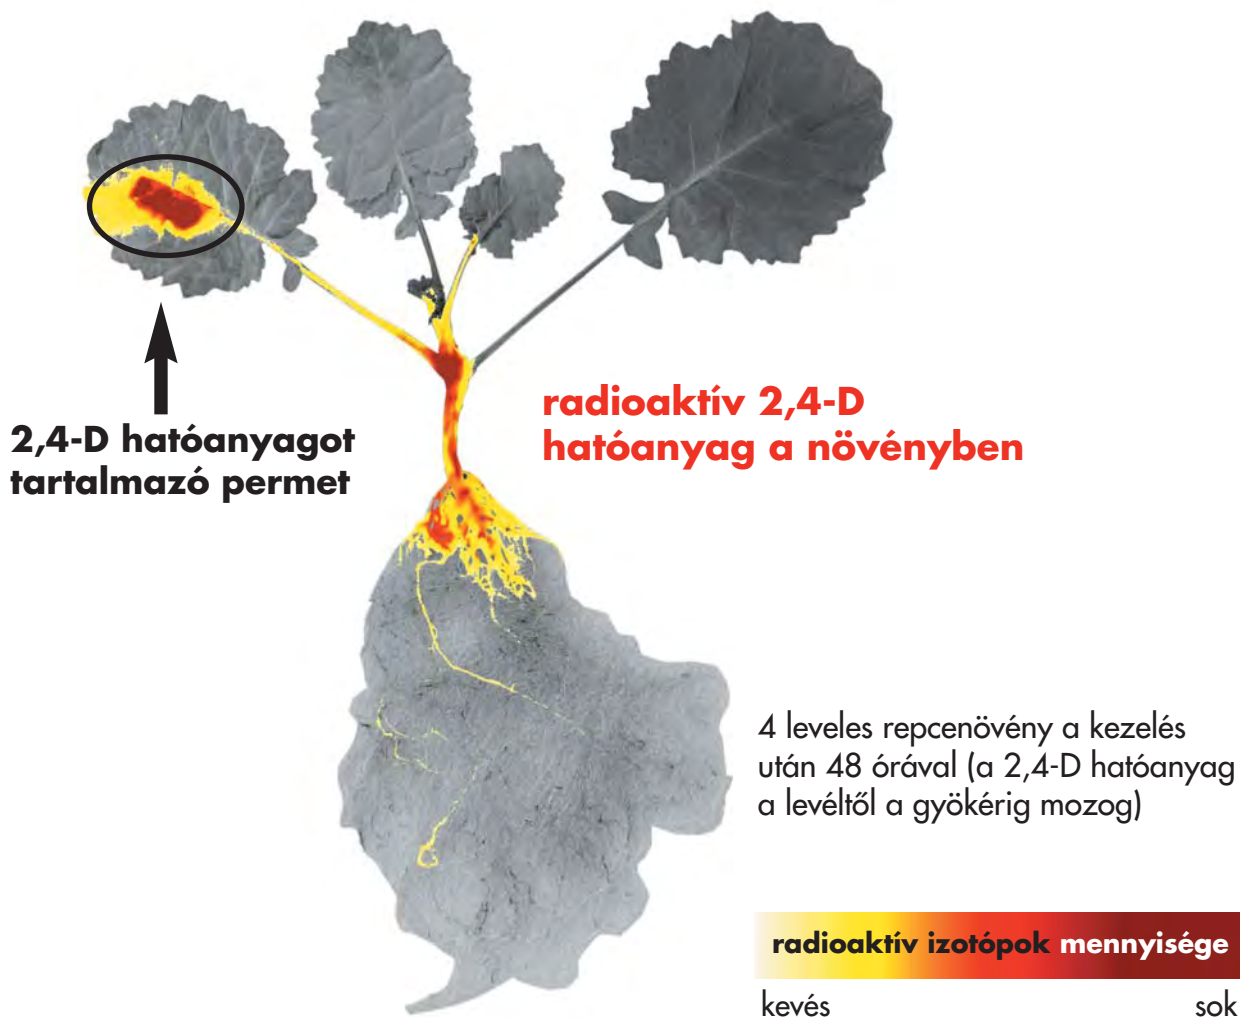 2,4-D hatóanyagot
tartalmazó permet
radioaktív 2,4-D
hatóanyag a növényben
4 leveles repcenövény a kezelés
után 48 órával (a 2,4-D hatóanyag
a levéltől a gyökérig mozog)
radioaktív izotópok mennyisége
kevés sok